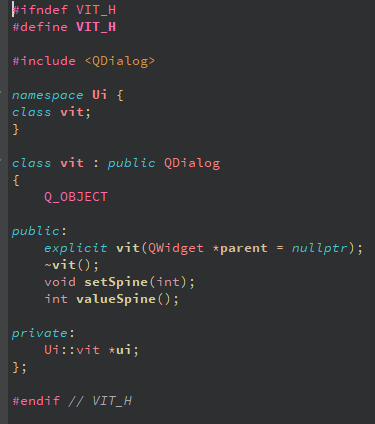 #ifndef VIT_H
#define VIT_H
#include <QDialog>
namespace Ui {
class vit;
}
class vit : public QDialog
{
Q_OBJECT
public:
explicit vit(QWidget *parent = nullptr);
~vit();
void setSpine(int);
int valueSpine();
private:
Ui::vit *ui;
};
#endif // VIT_H